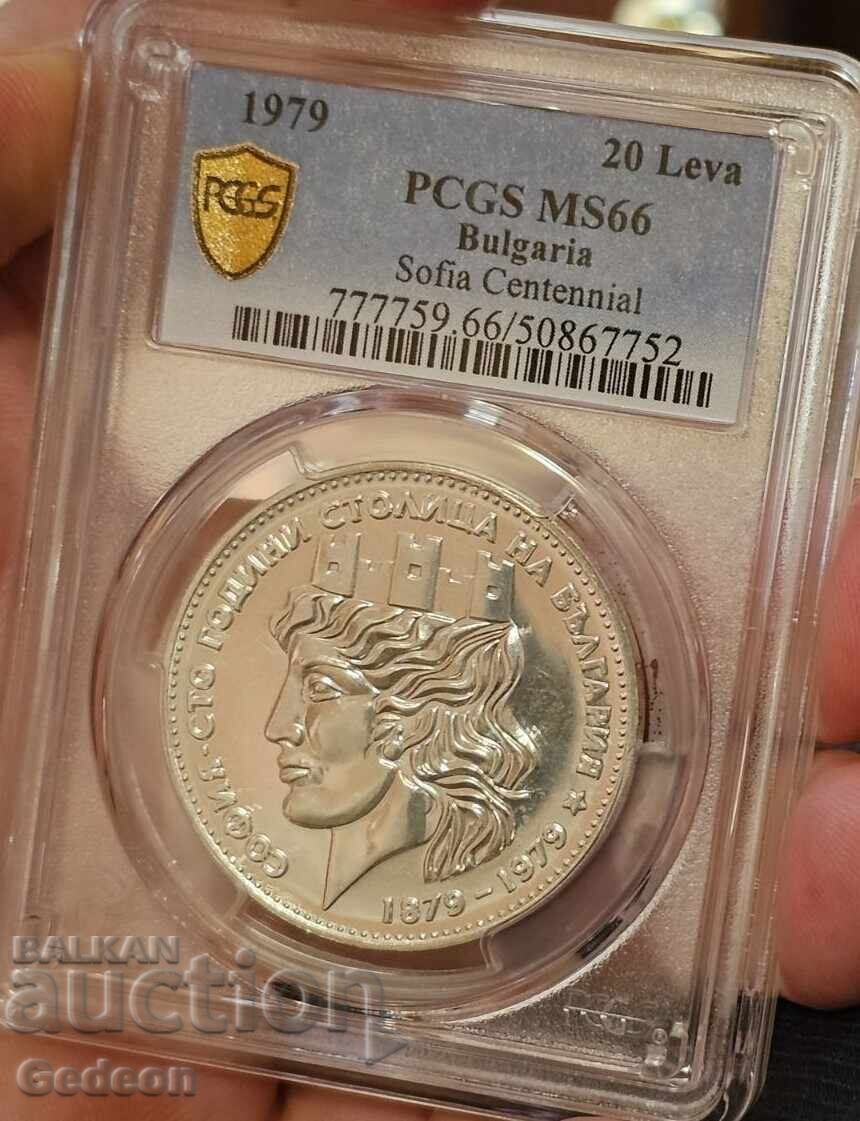 1979
20 Leva
PCGS
PCGS MS66
Bulgaria
Sofia Centennial
777759.66/50867752
СОФИЯ·СТО ГОДИНИ СТОЛИЦА НА БЪЛГАРИЯ
1879-1979
PCGS
BALKAN
auction
Gedeon